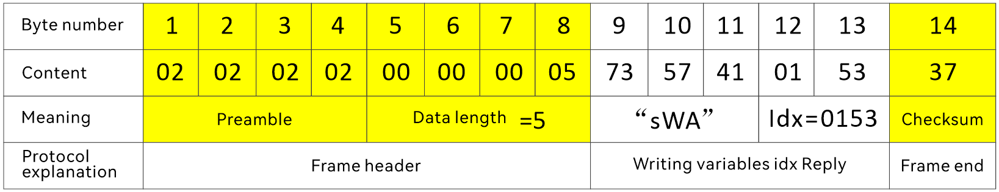 Byte number 1 2 3 4 5 6 7 8 9 10 11 12 13 14
Content 02 02 02 02 00 00 00 05 73 57 41 01 53 37
Meaning Preamble Data length =5 “sWA” Idx=0153 Checksum
Protocol
explanation Frame header Writing variables idx Reply Frame end